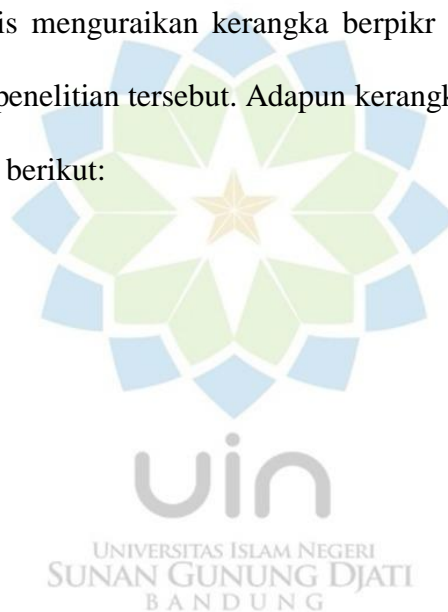 is menguraikan kerangka berpikr
penelitian tersebut. Adapun kerangk
berikut:
uin
UNIVERSITAS ISLAM NEGERI
SUNAN GUNUNG DJATI
BANDUNG